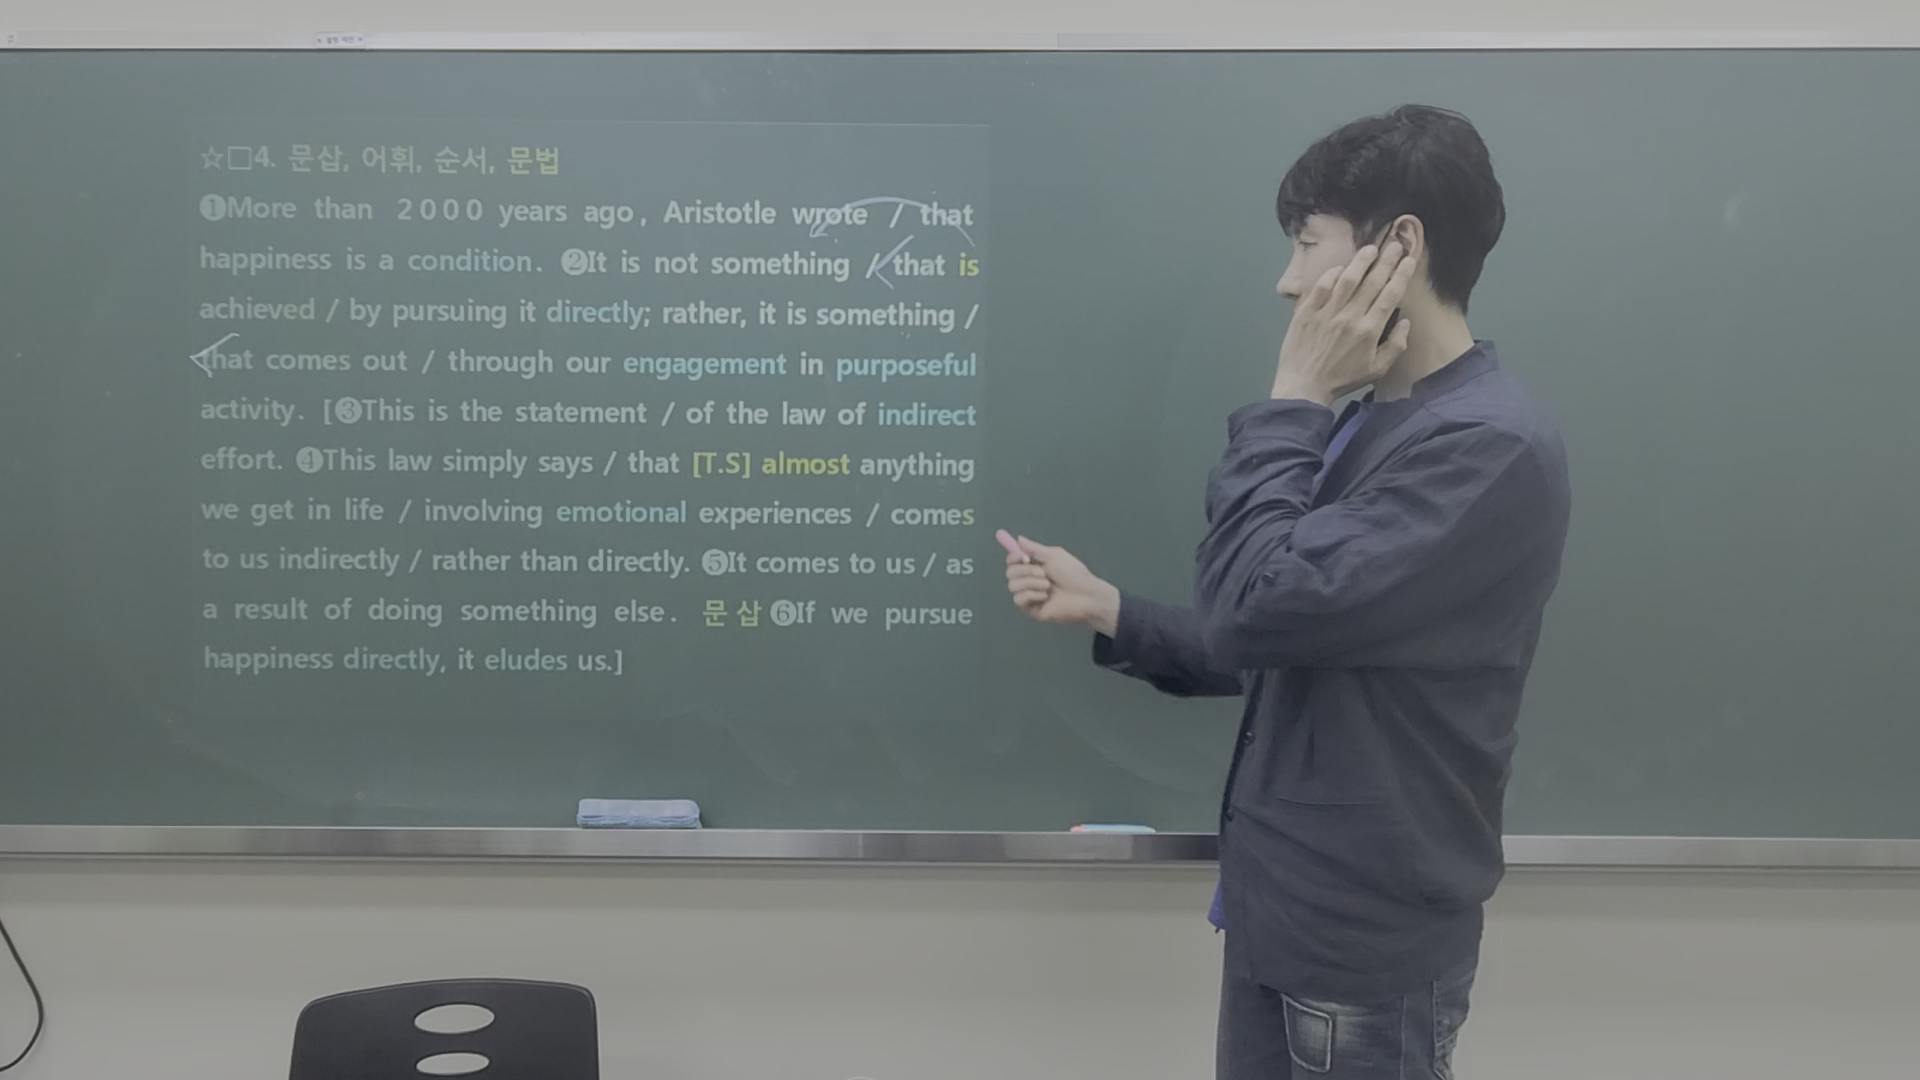 ☆□4. 문삽, 어휘, 순서, 문법
❶More than 2000 years ago, Aristotle wrote / that
happiness is a condition. ❷It is not something / that is
achieved / by pursuing it directly; rather, it is something /
that comes out / through our engagement in purposeful
activity. [❸This is the statement / of the law of indirect
effort. ❹This law simply says / that [T.S] almost anything
we get in life / involving emotional experiences / comes
to us indirectly / rather than directly. ❺It comes to us / as
a result of doing something else. 문삽 ❻If we pursue
happiness directly, it eludes us.]